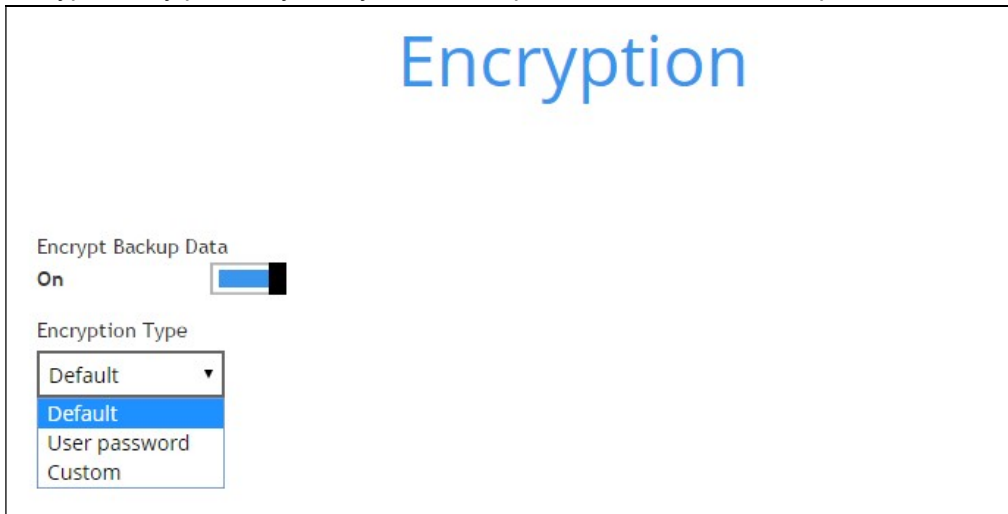 Encryption
Encrypt Backup Data
On
Encryption Type
Default
Default
User password
Custom